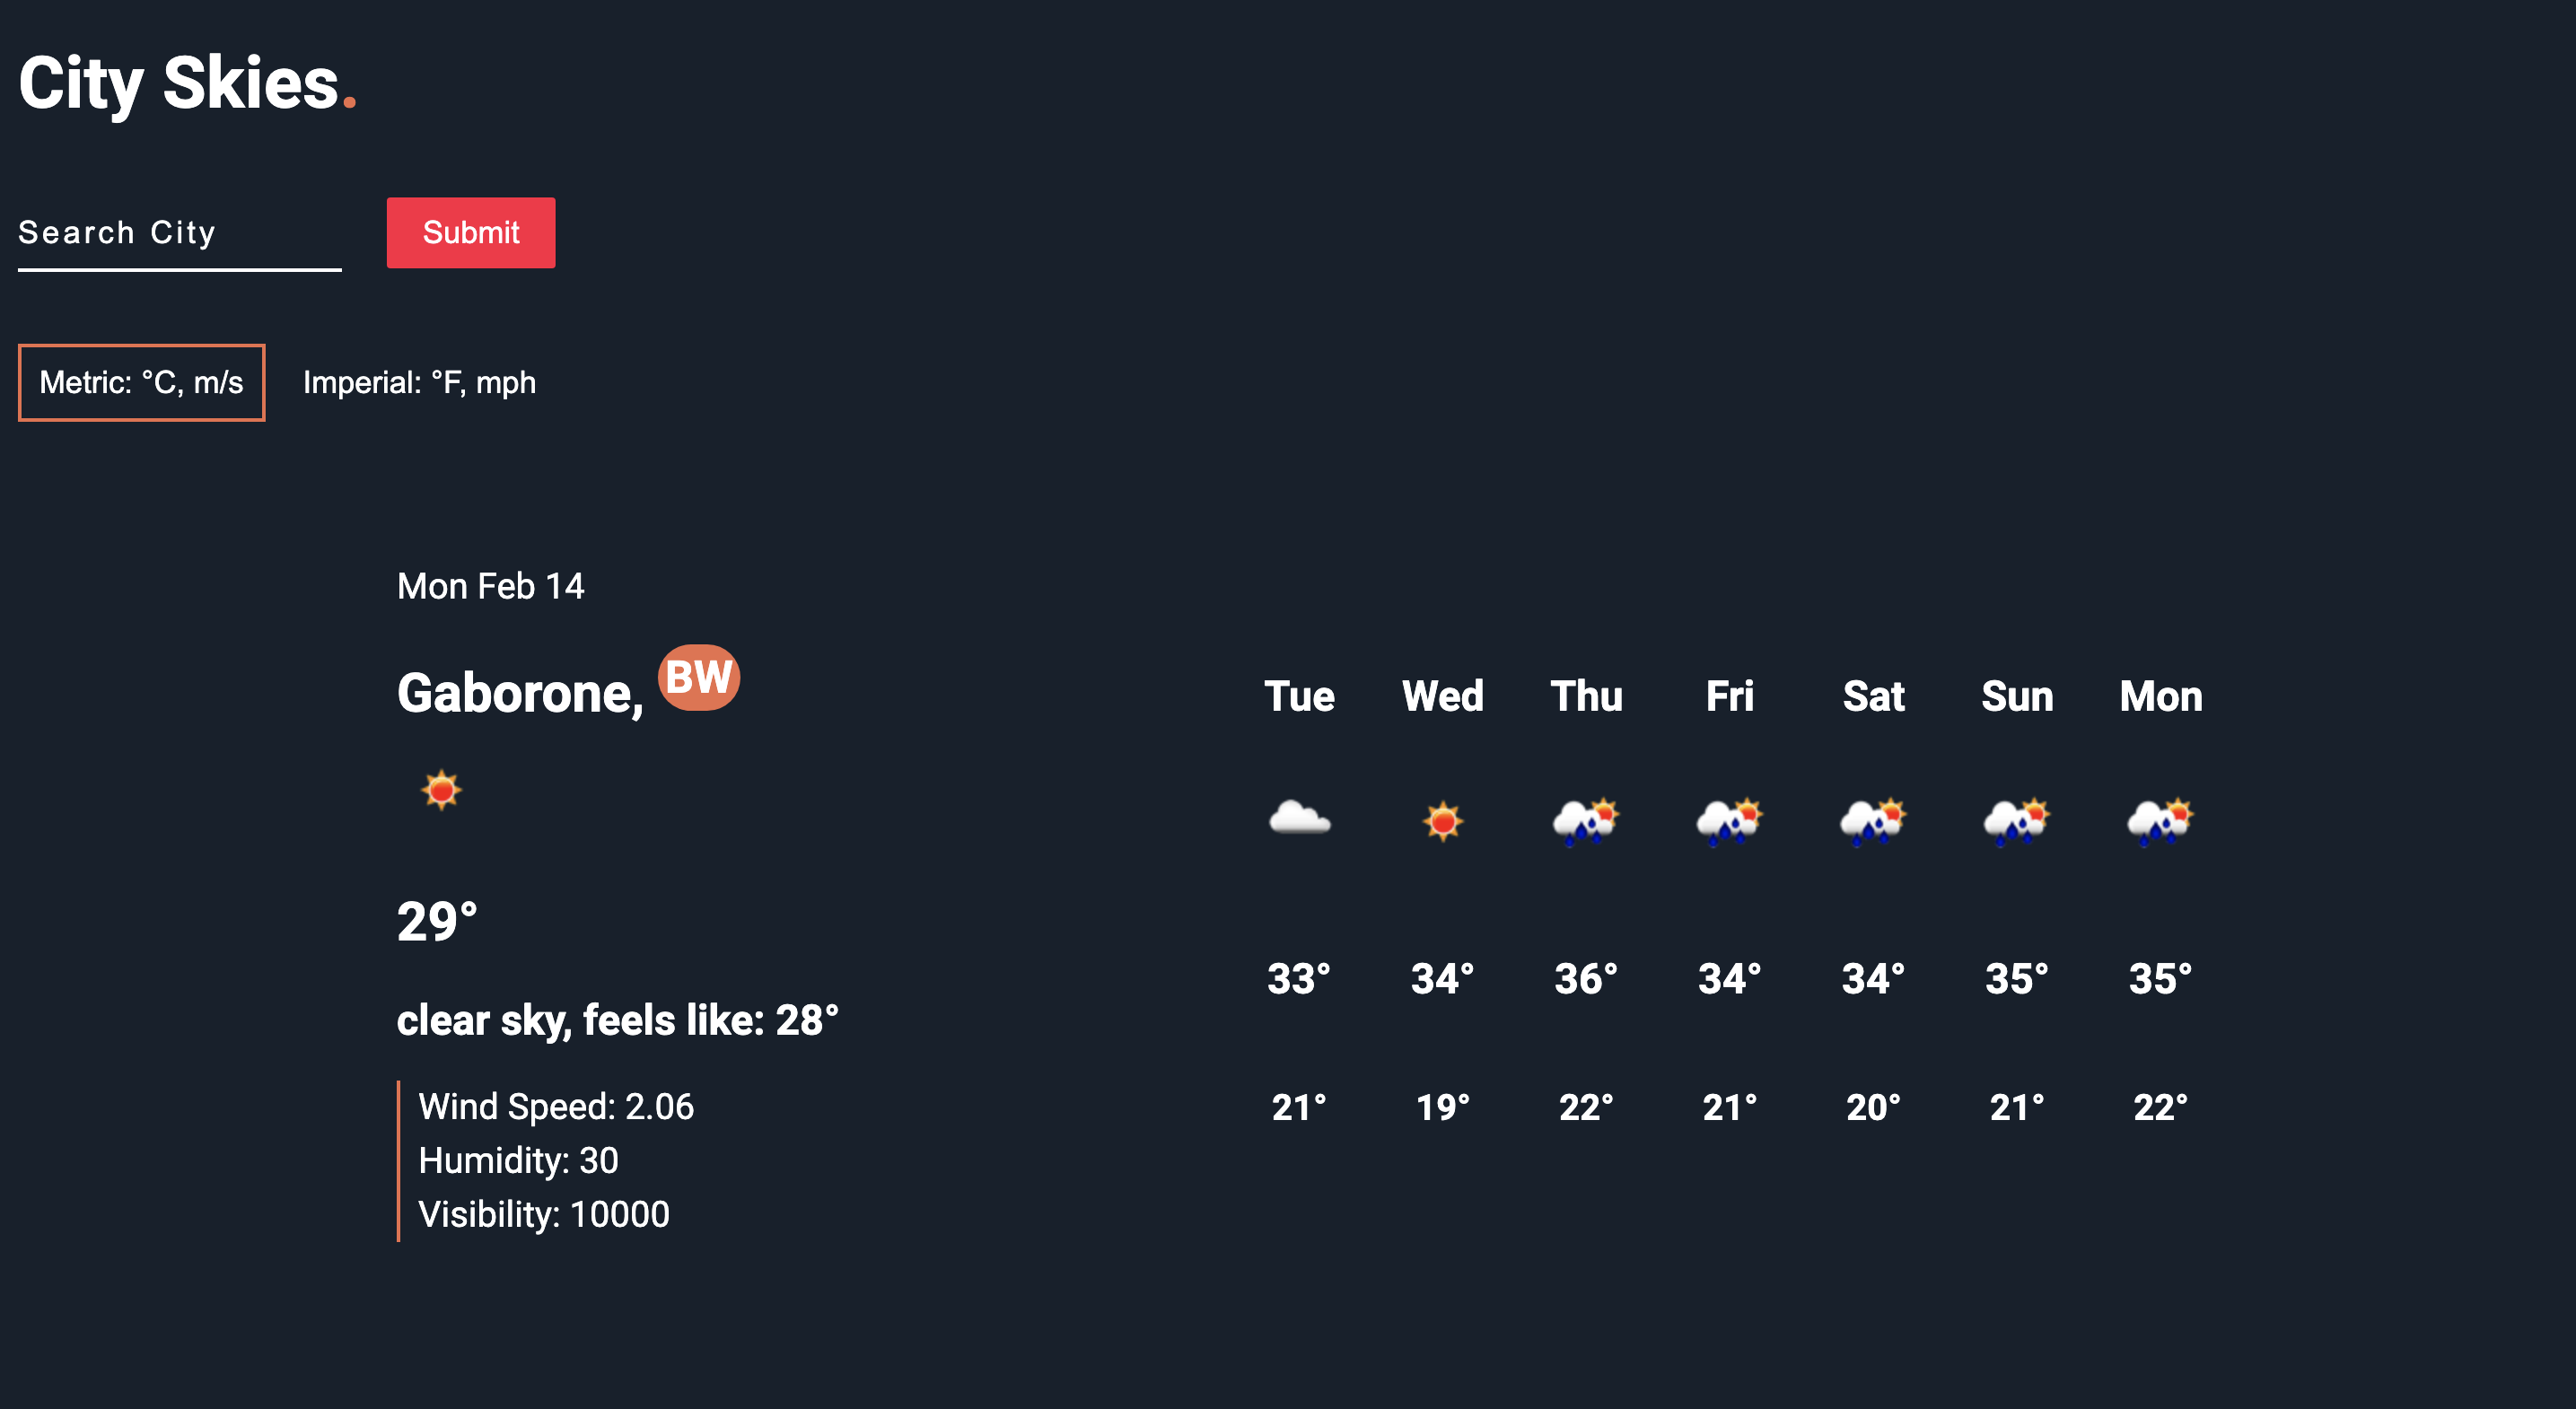 City Skies.
Search City Submit
Metric: °C, m/s Imperial: °F, mph
Mon Feb 14
Gaborone, BW
29°
clear sky, feels like: 28°
Wind Speed: 2.06
Humidity: 30
Visibility: 10000
Tue Wed Thu Fri Sat Sun Mon
33° 34° 36° 34° 34° 35° 35°
21° 19° 22° 21° 20° 21° 22°